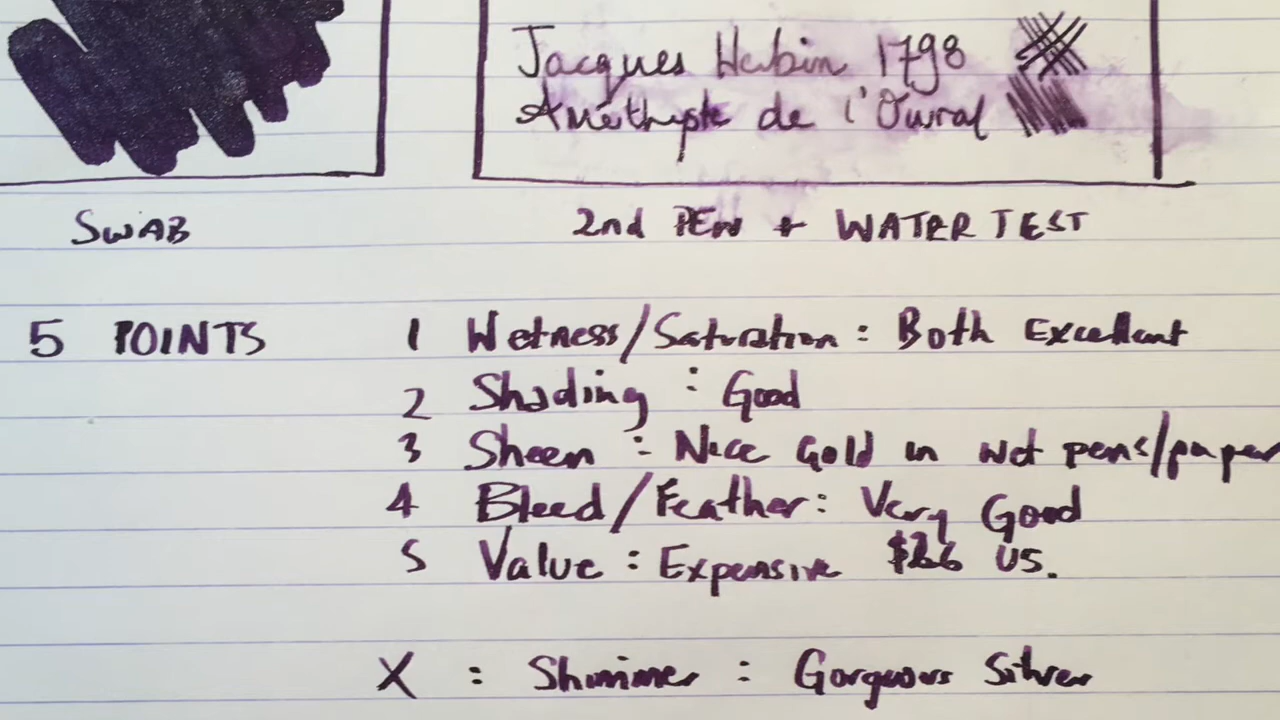 Jacques Herbin 1798
Améthyste de l'Oural
SWAB
2nd PEN + WATER TEST
5 POINTS
1 Wetness/Saturation : Both Excellent
2 Shading : Good
3 Sheen : Nice Gold in wet pens/paper
4 Bleed/Feather: Very Good
5 Value : Expensive $26 US.
X : Shimmer : Gorgeous Silver